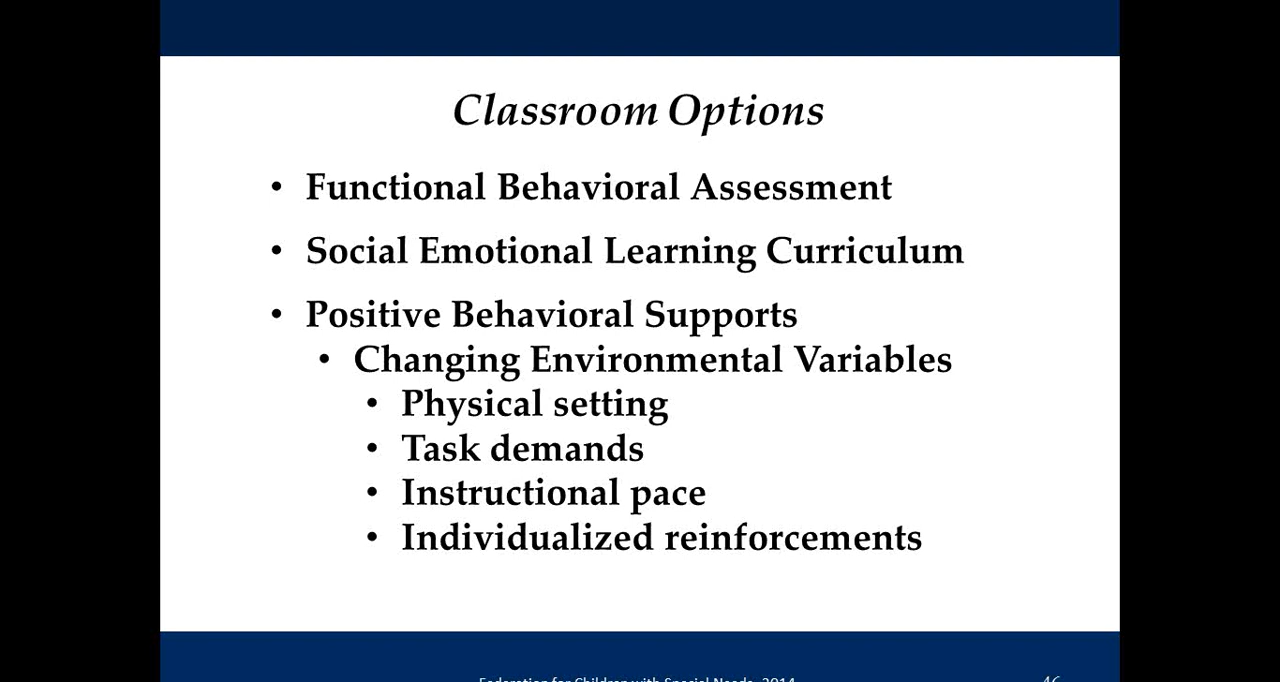 Classroom Options
• Functional Behavioral Assessment
• Social Emotional Learning Curriculum
• Positive Behavioral Supports
• Changing Environmental Variables
• Physical setting
• Task demands
• Instructional pace
• Individualized reinforcements
Federation for Children with Special Needs, 2014
46